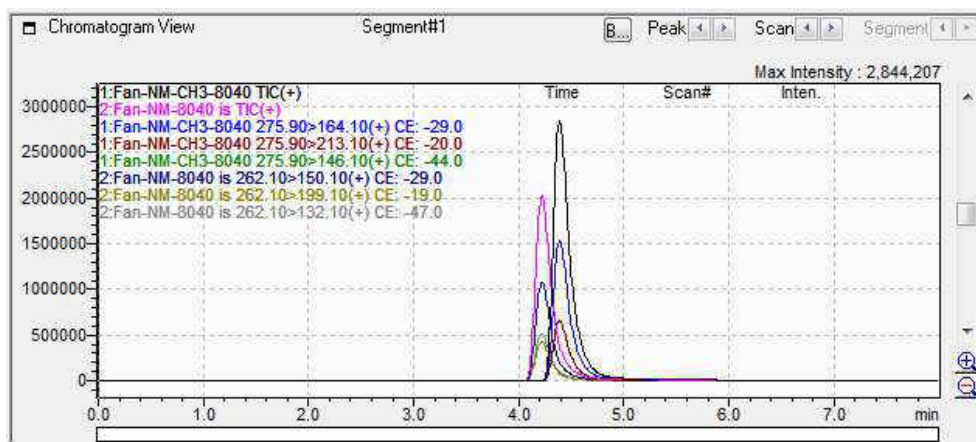 Chromatogram View Segment#1 B... Peak Scan Segment
Max Intensity : 2,844,207
Time Scan# Inten.
1:Fan-NM-CH3-8040 TIC(+)
2:Fan-NM-8040 is TIC(+)
1:Fan-NM-CH3-8040 275.90>164.10(+) CE: -29.0
1:Fan-NM-CH3-8040 275.90>213.10(+) CE: -20.0
1:Fan-NM-CH3-8040 275.90>146.10(+) CE: -44.0
2:Fan-NM-8040 is 262.10>150.10(+) CE: -29.0
2:Fan-NM-8040 is 262.10>199.10(+) CE: -19.0
2:Fan-NM-8040 is 262.10>132.10(+) CE: -47.0
3000000
2500000
2000000
1500000
1000000
500000
0
0.0 1.0 2.0 3.0 4.0 5.0 6.0 7.0 min